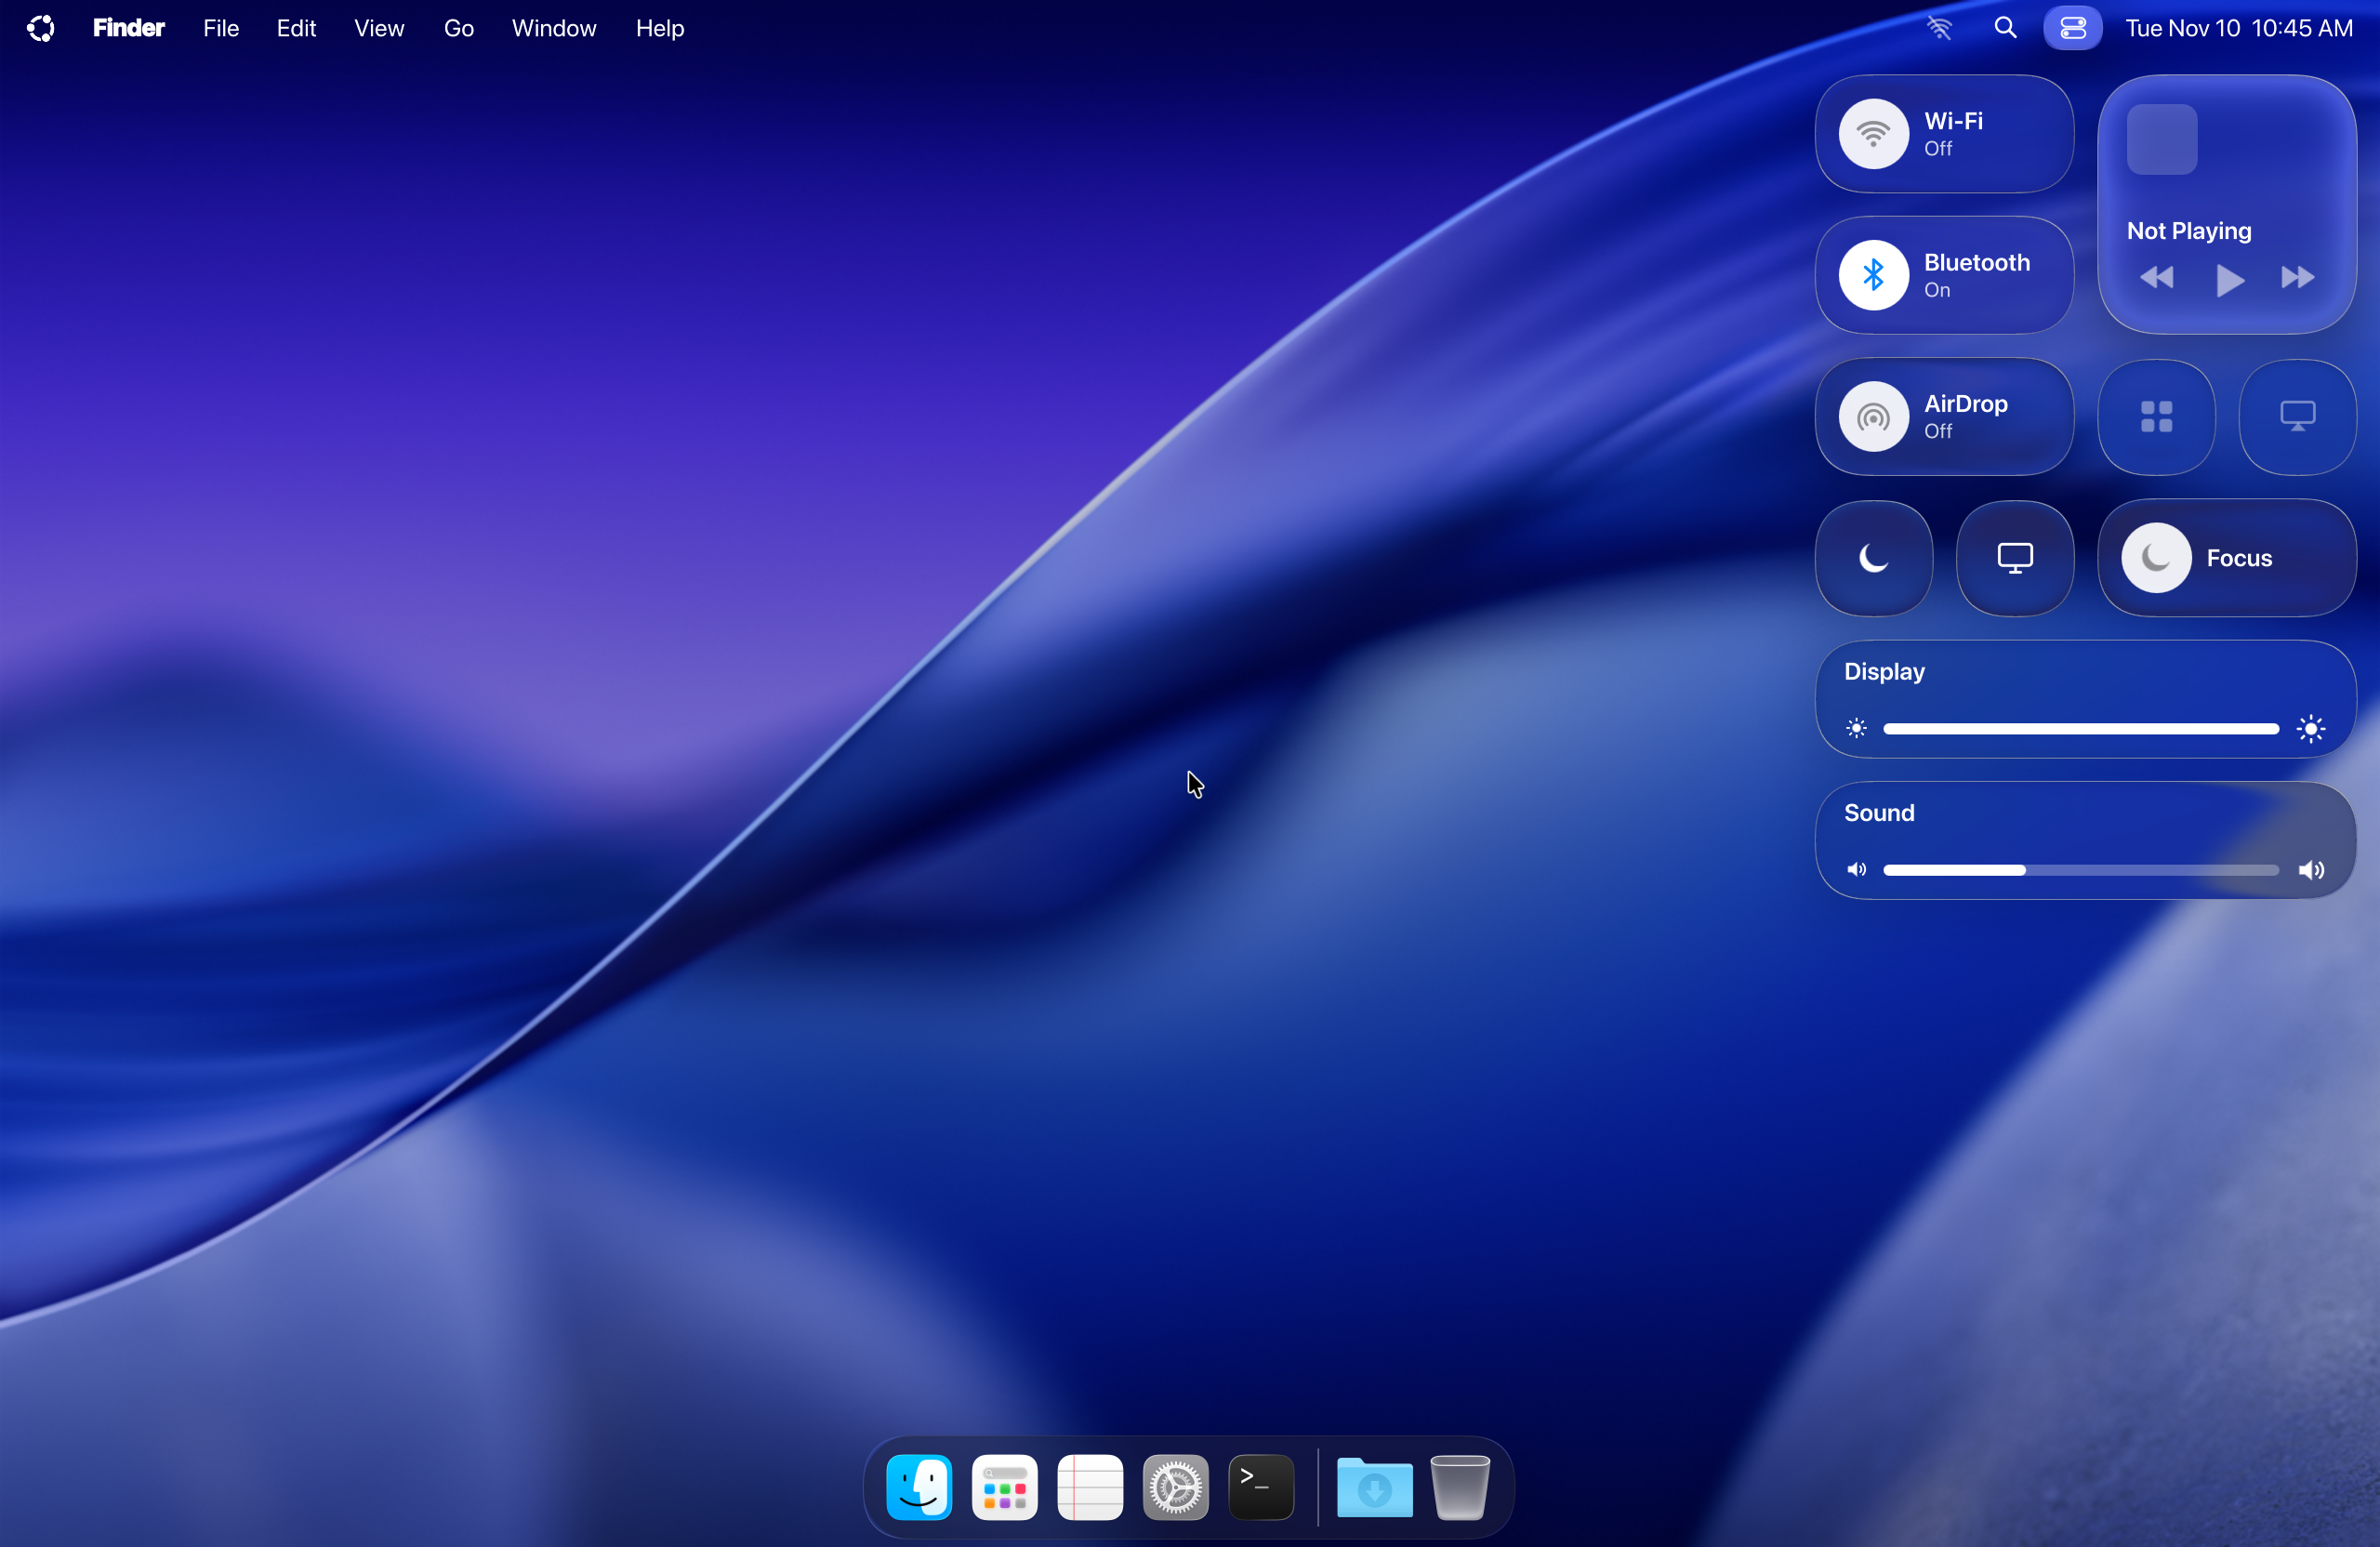 Finder File Edit View Go Window Help
Tue Nov 10 10:45 AM
Wi-Fi
Off
Not Playing
Bluetooth
On
AirDrop
Off
Focus
Display
Sound
>_